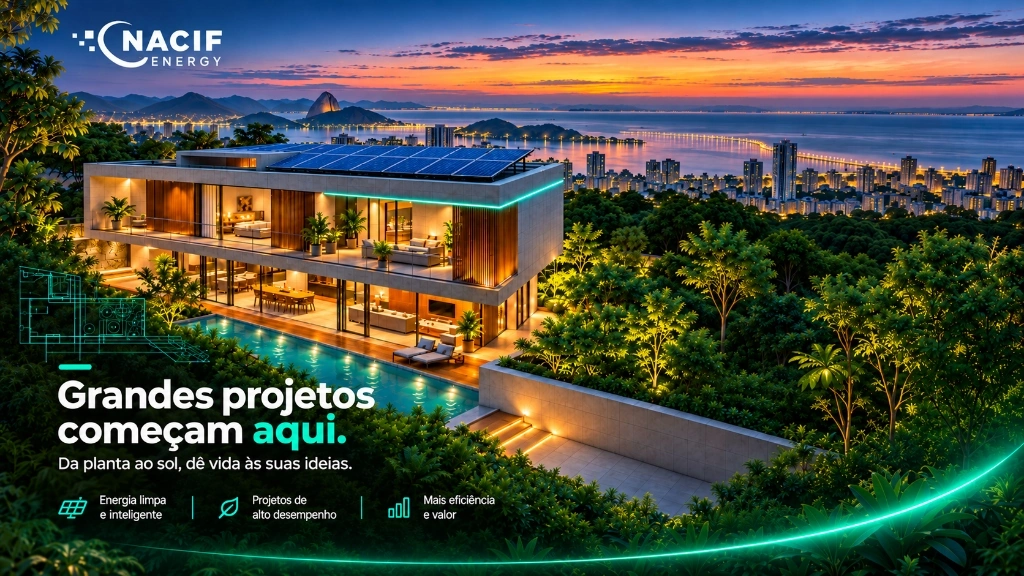 NACIF
ENERGY
Grandes projetos
começam aqui.
Da planta ao sol, dê vida às suas ideias.
Energia limpa
e inteligente
Projetos de
alto desempenho
Mais eficiência
e valor